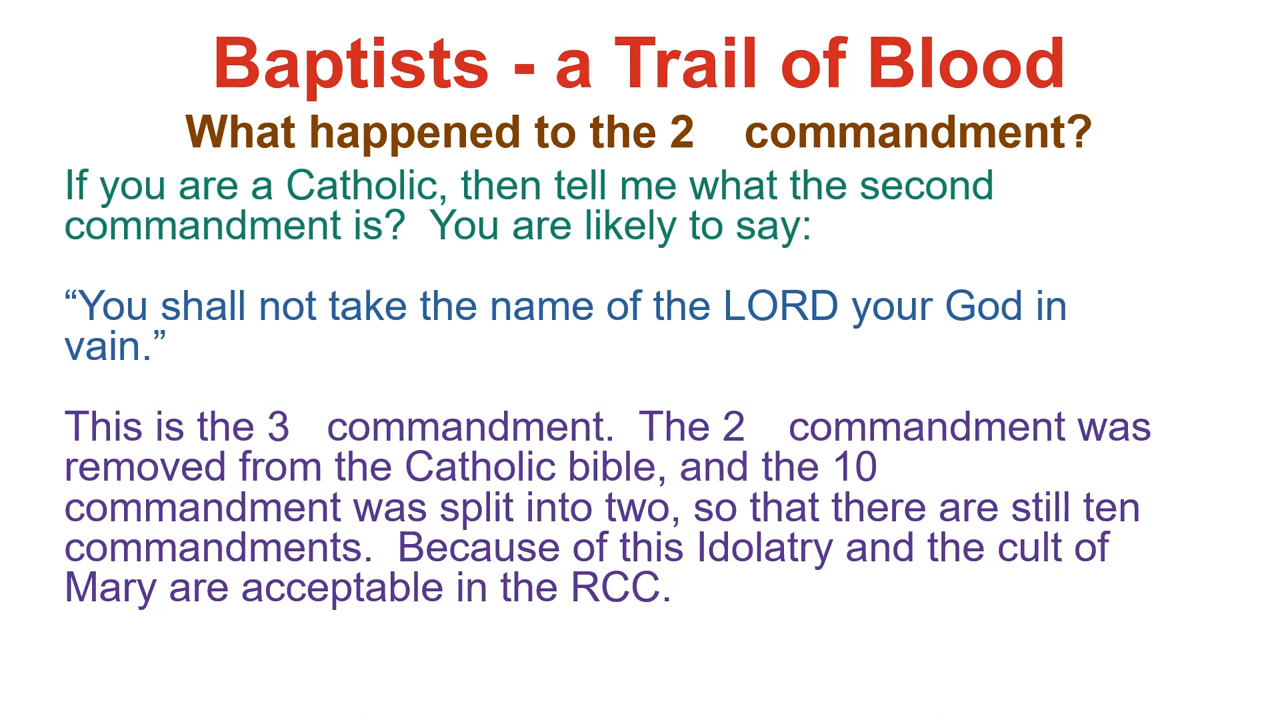 Baptists - a Trail of Blood
What happened to the 2 commandment?
If you are a Catholic, then tell me what the second
commandment is? You are likely to say:
“You shall not take the name of the LORD your God in
vain.”
This is the 3 commandment. The 2 commandment was
removed from the Catholic bible, and the 10
commandment was split into two, so that there are still ten
commandments. Because of this Idolatry and the cult of
Mary are acceptable in the RCC.